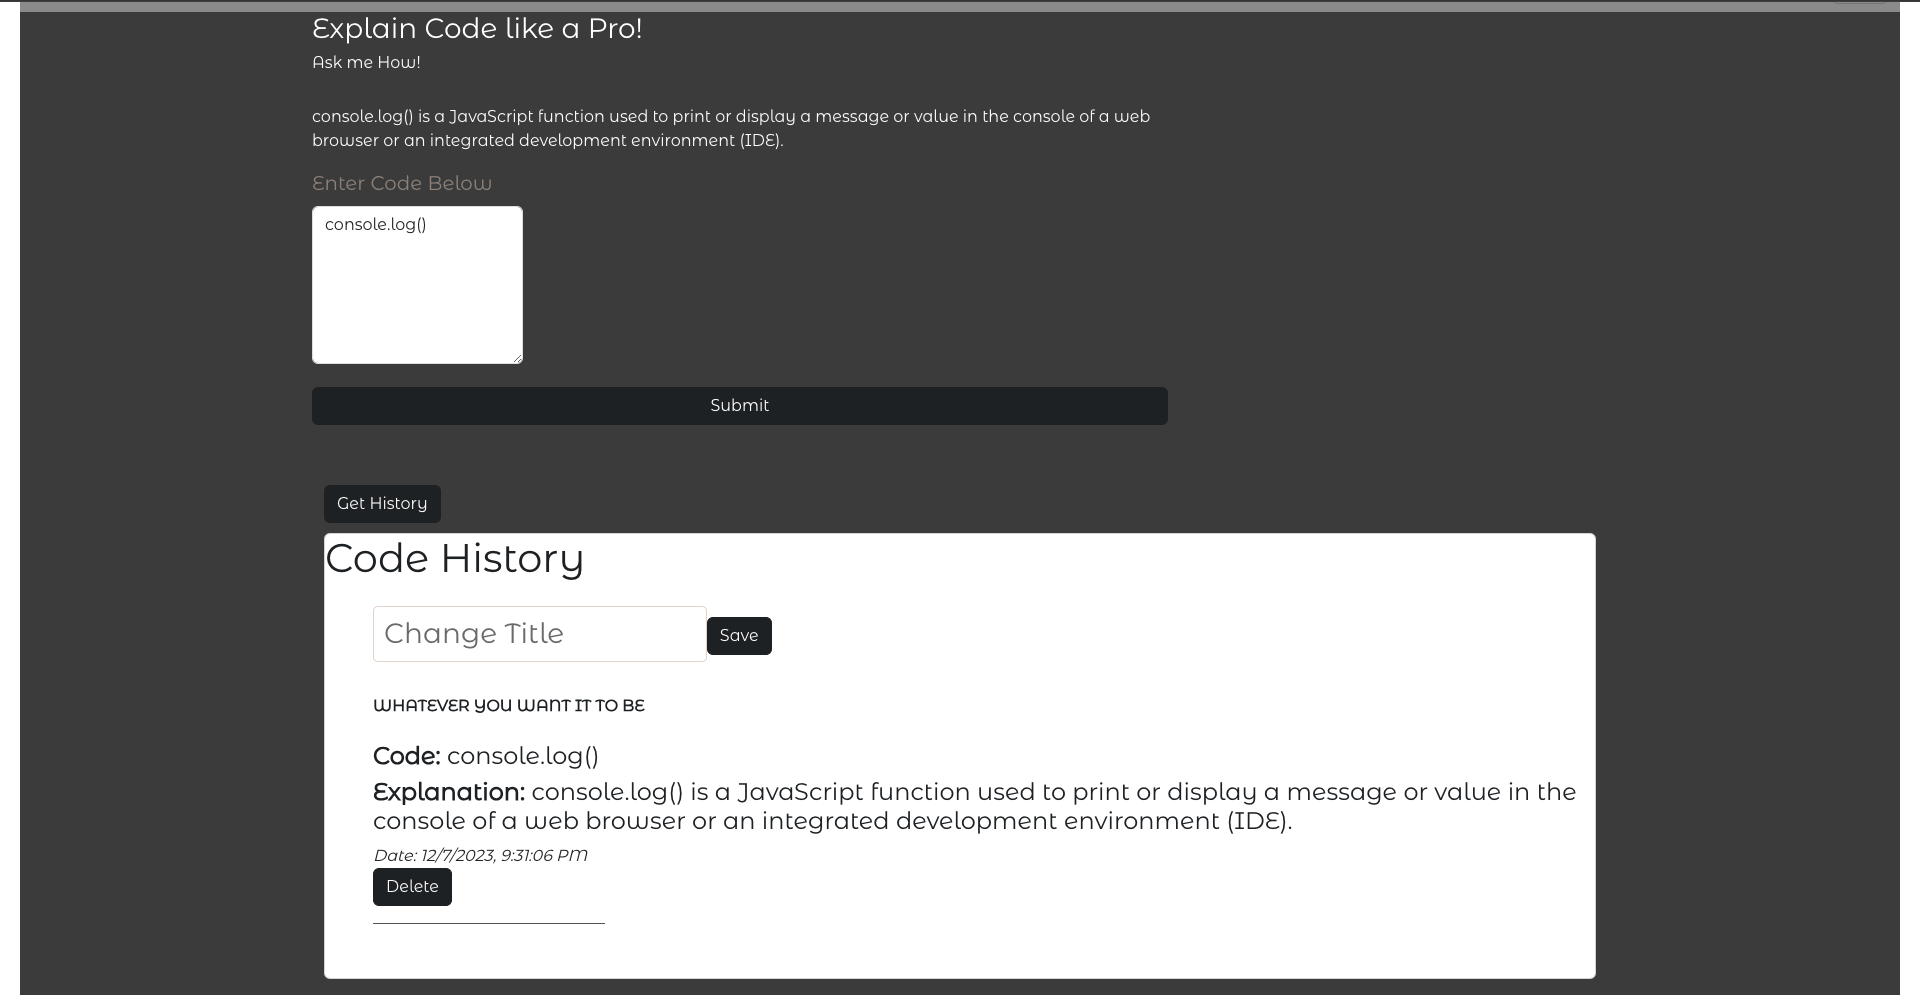 Explain Code like a Pro!
Ask me How!
console.log() is a JavaScript function used to print or display a message or value in the console of a web
browser or an integrated development environment (IDE).
Enter Code Below
console.log()
Submit
Get History
Code History
Change Title
Save
WHATEVER YOU WANT IT TO BE
Code: console.log()
Explanation: console.log() is a JavaScript function used to print or display a message or value in the
console of a web browser or an integrated development environment (IDE).
Date: 12/7/2023, 9:31:06 PM
Delete